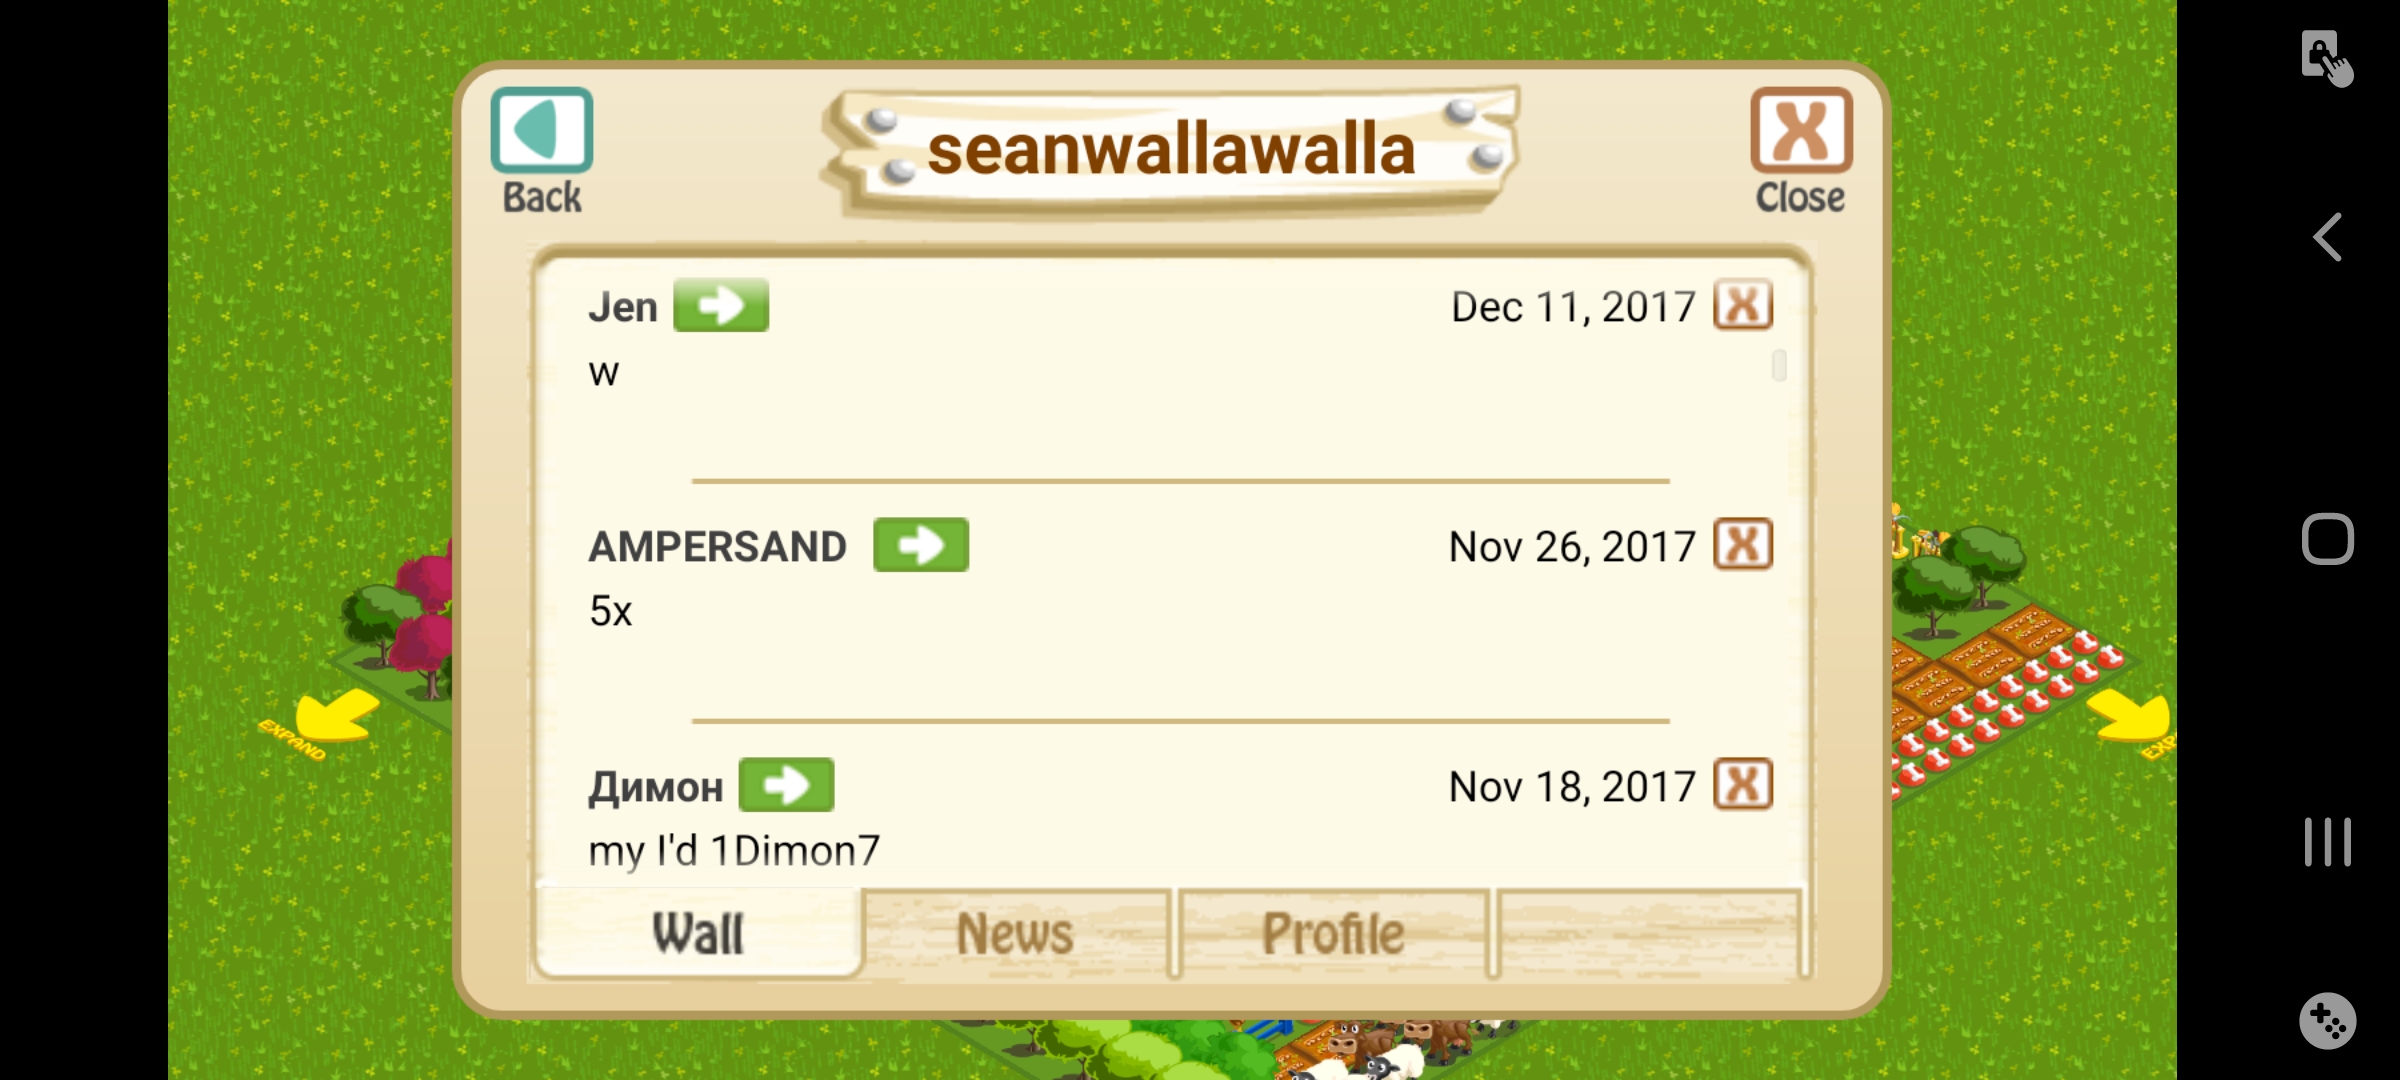 seanwallawalla
Back
Close
Jen
Dec 11, 2017
w
AMPERSAND
Nov 26, 2017
5x
Димон
Nov 18, 2017
my I'd 1Dimon7
Wall
News
Profile
EXPAND
EXP